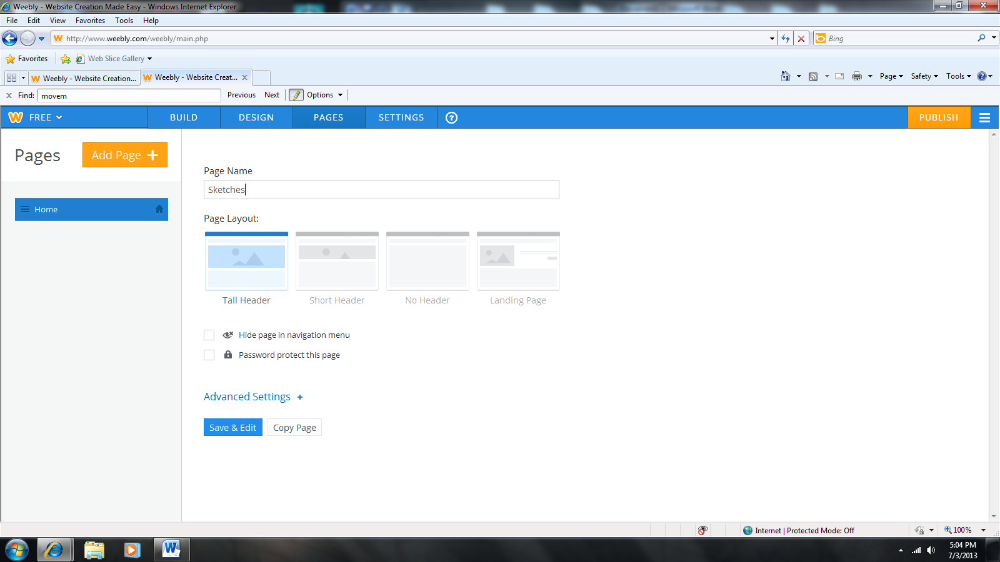 Weebly - Website Creation Made Easy - Windows Internet Explorer
File Edit View Favorites Tools Help
http://www.weebly.com/weebly/main.php
Bing
Favorites Web Slice Gallery
Weebly - Website Creation... Weebly - Website Creat...
Page Safety Tools
Find: movem Previous Next Options
FREE BUILD DESIGN PAGES SETTINGS ? PUBLISH
Pages Add Page +
Home
Page Name
Sketches
Page Layout:
Tall Header Short Header No Header Landing Page
Hide page in navigation menu
Password protect this page
Advanced Settings +
Save & Edit Copy Page
Internet | Protected Mode: Off 100%
5:04 PM
7/3/2013